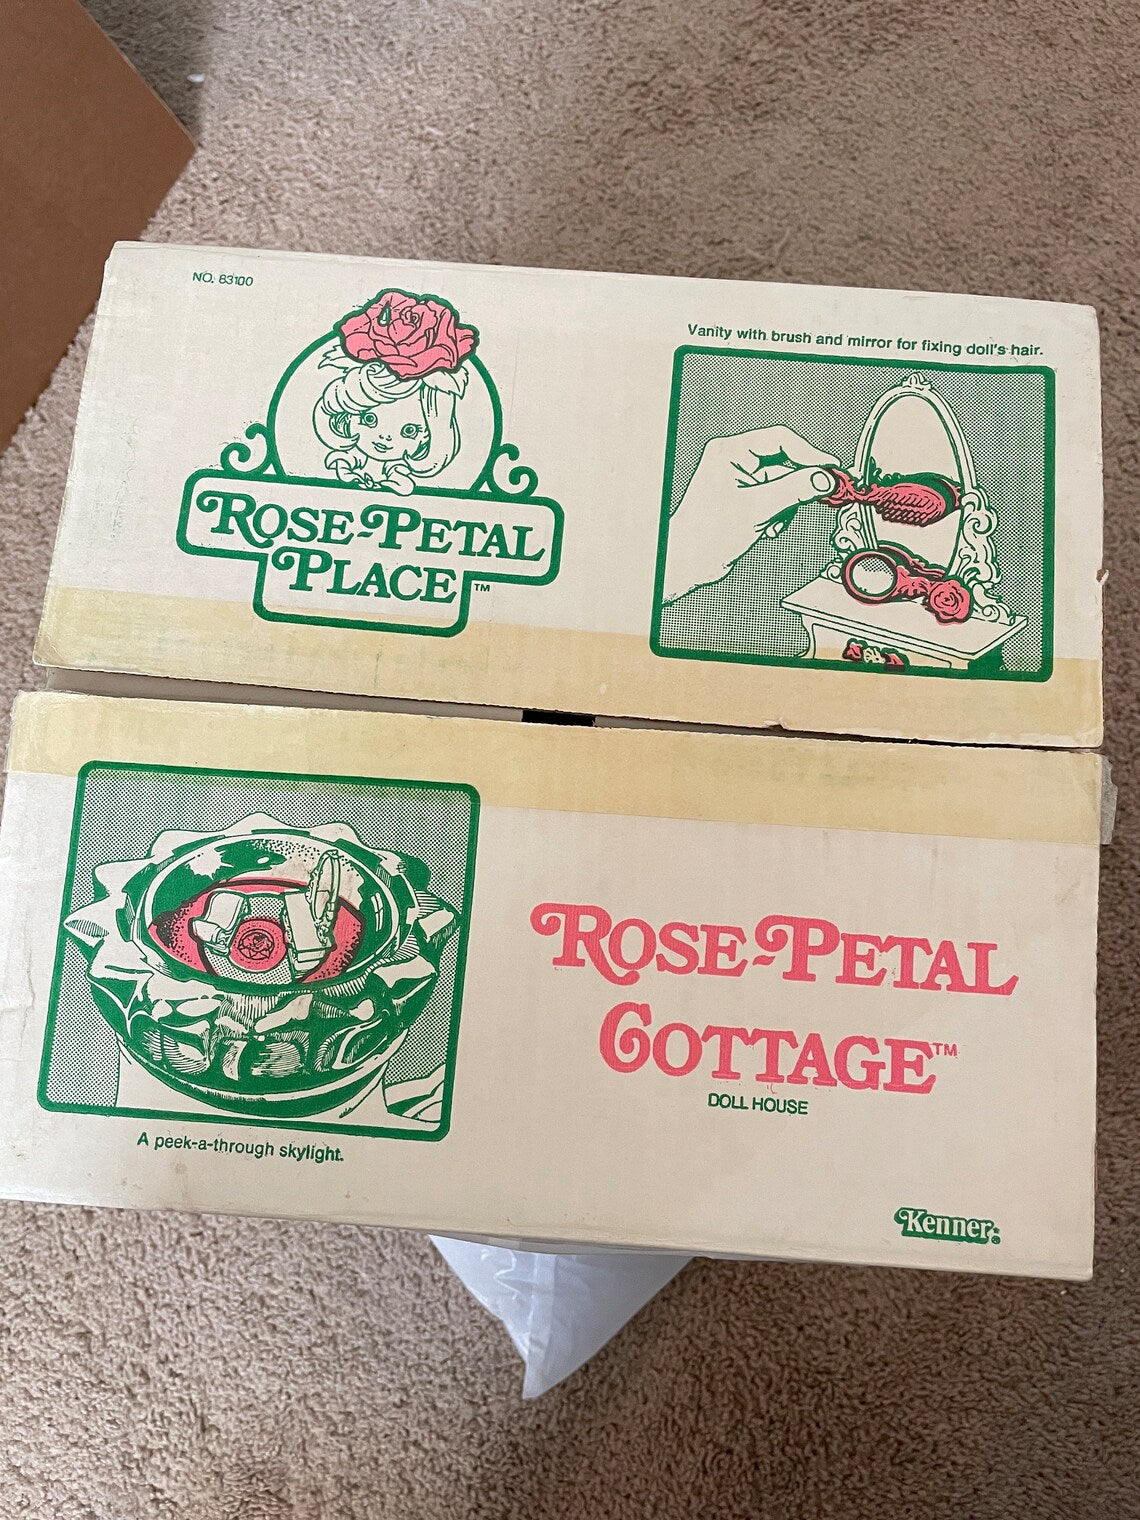 NO. 83100
ROSE-PETAL
PLACE™
Vanity with brush and mirror for fixing doll's hair.
A peek-a-through skylight.
ROSE-PETAL
COTTAGE™
DOLL HOUSE
Kenner®